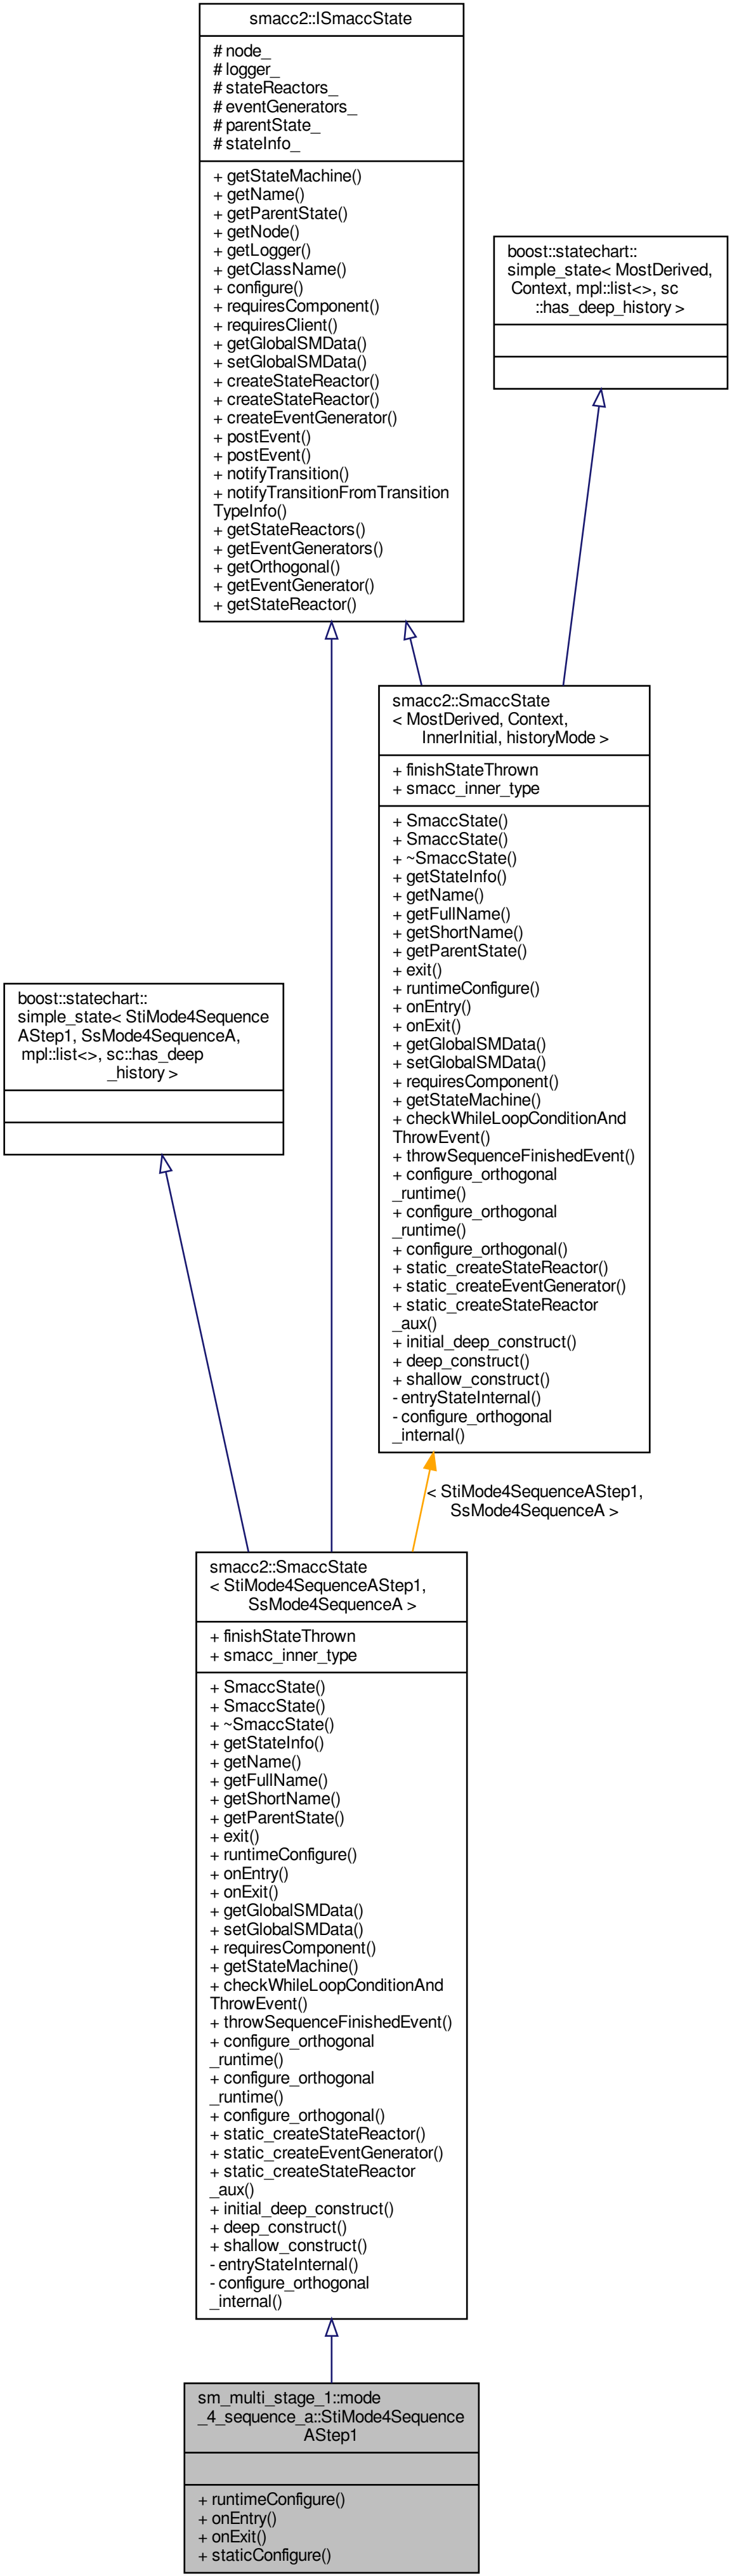 smacc2::ISmaccState
# node_
# logger_
# stateReactors_
# eventGenerators_
# parentState_
# stateInfo_
+ getStateMachine()
+ getName()
+ getParentState()
+ getNode()
+ getLogger()
+ getClassName()
+ configure()
+ requiresComponent()
+ requiresClient()
+ getGlobalSMData()
+ setGlobalSMData()
+ createStateReactor()
+ createStateReactor()
+ createEventGenerator()
+ postEvent()
+ postEvent()
+ notifyTransition()
+ notifyTransitionFromTransition
TypeInfo()
+ getStateReactors()
+ getEventGenerators()
+ getOrthogonal()
+ getEventGenerator()
+ getStateReactor()
boost::statechart::
simple_state< MostDerived,
Context, mpl::list<>, sc
::has_deep_history >
smacc2::SmaccState
< MostDerived, Context,
InnerInitial, historyMode >
+ finishStateThrown
+ smacc_inner_type
+ SmaccState()
+ SmaccState()
+ ~SmaccState()
+ getStateInfo()
+ getName()
+ getFullName()
+ getShortName()
+ getParentState()
+ exit()
+ runtimeConfigure()
+ onEntry()
+ onExit()
+ getGlobalSMData()
+ setGlobalSMData()
+ requiresComponent()
+ getStateMachine()
+ checkWhileLoopConditionAnd
ThrowEvent()
+ throwSequenceFinishedEvent()
+ configure_orthogonal
_runtime()
+ configure_orthogonal
_runtime()
+ configure_orthogonal()
+ static_createStateReactor()
+ static_createEventGenerator()
+ static_createStateReactor
_aux()
+ initial_deep_construct()
+ deep_construct()
+ shallow_construct()
- entryStateInternal()
- configure_orthogonal
_internal()
boost::statechart::
simple_state< StiMode4Sequence
AStep1, SsMode4SequenceA,
mpl::list<>, sc::has_deep
_history >
< StiMode4SequenceAStep1,
SsMode4SequenceA >
smacc2::SmaccState
< StiMode4SequenceAStep1,
SsMode4SequenceA >
+ finishStateThrown
+ smacc_inner_type
+ SmaccState()
+ SmaccState()
+ ~SmaccState()
+ getStateInfo()
+ getName()
+ getFullName()
+ getShortName()
+ getParentState()
+ exit()
+ runtimeConfigure()
+ onEntry()
+ onExit()
+ getGlobalSMData()
+ setGlobalSMData()
+ requiresComponent()
+ getStateMachine()
+ checkWhileLoopConditionAnd
ThrowEvent()
+ throwSequenceFinishedEvent()
+ configure_orthogonal
_runtime()
+ configure_orthogonal
_runtime()
+ configure_orthogonal()
+ static_createStateReactor()
+ static_createEventGenerator()
+ static_createStateReactor
_aux()
+ initial_deep_construct()
+ deep_construct()
+ shallow_construct()
- entryStateInternal()
- configure_orthogonal
_internal()
sm_multi_stage_1::mode
_4_sequence_a::StiMode4Sequence
AStep1
+ runtimeConfigure()
+ onEntry()
+ onExit()
+ staticConfigure()